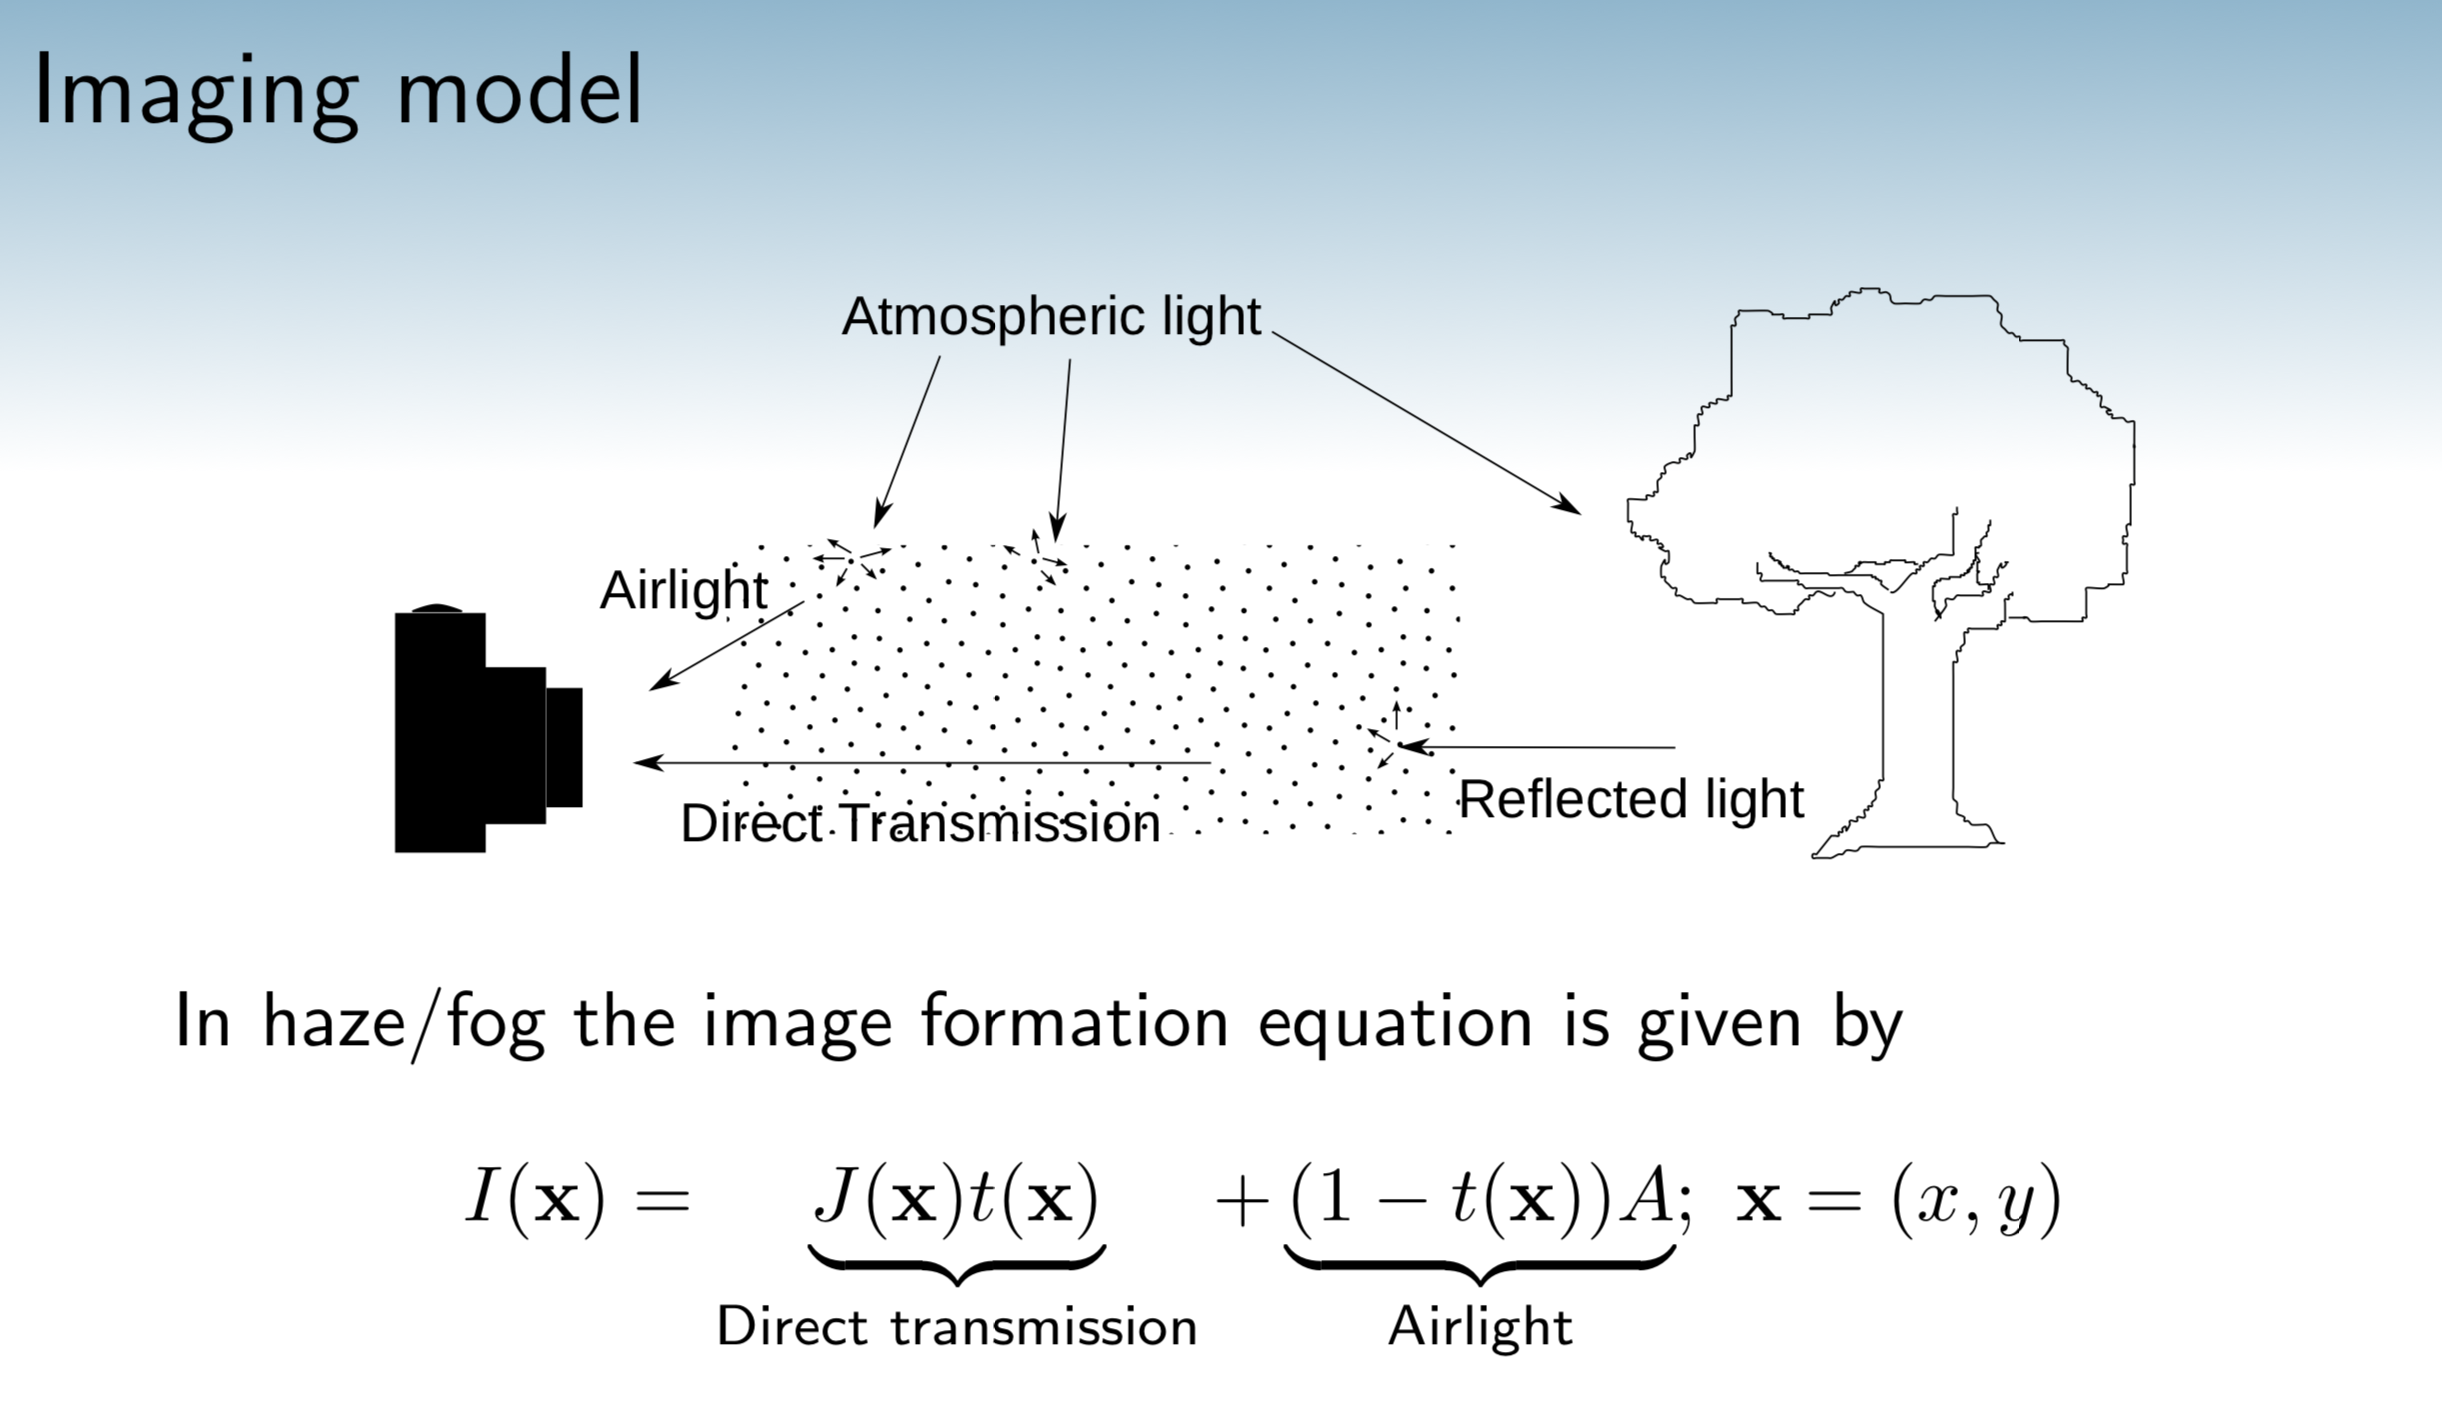 Imaging model
Atmospheric light
Airlight
Reflected light
Direct Transmission
In haze/fog the image formation equation is given by
I(𝐱) = J(𝐱)t(𝐱) + (1 − t(𝐱))A; 𝐱 = (x, y)
Direct transmission Airlight